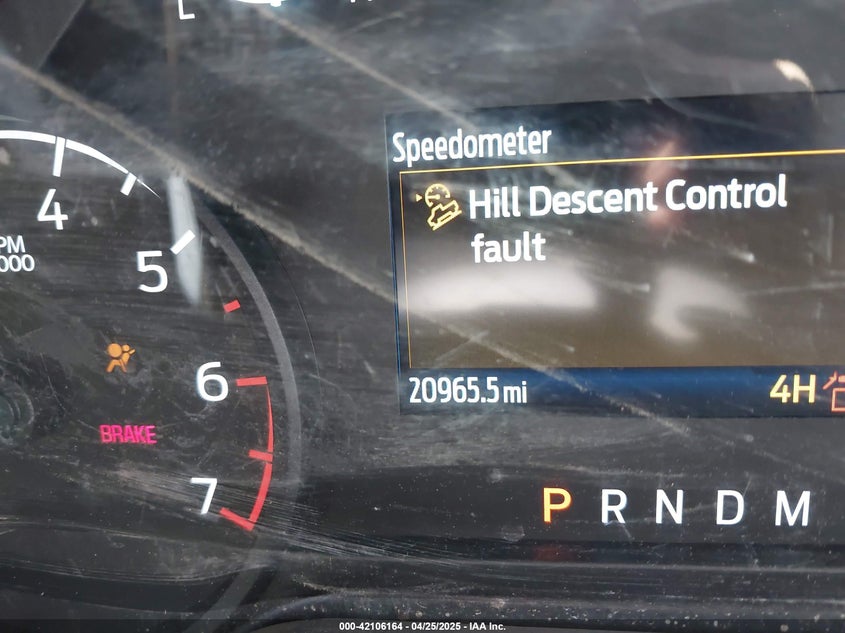 Speedometer
Hill Descent Control
fault
4
PM
000
5
6
BRAKE
7
20965.5 mi
4H
P R N D M
000-42106164 - 04/25/2025 - IAA Inc.